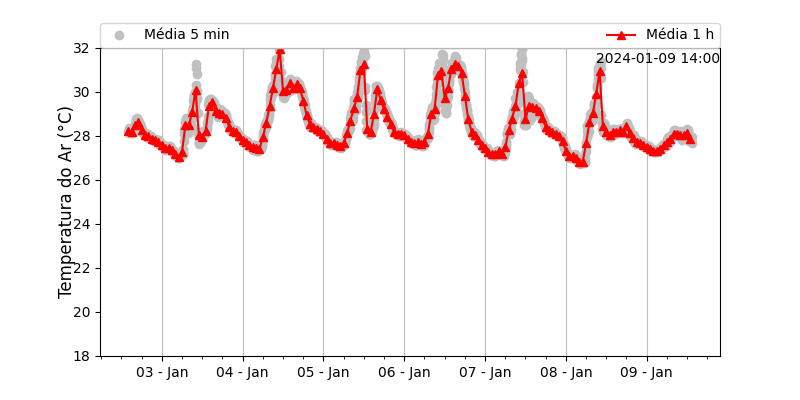 Média 5 min
Média 1 h
2024-01-09 14:00
Temperatura do Ar (°C)
32
30
28
26
24
22
20
18
03 - Jan
04 - Jan
05 - Jan
06 - Jan
07 - Jan
08 - Jan
09 - Jan